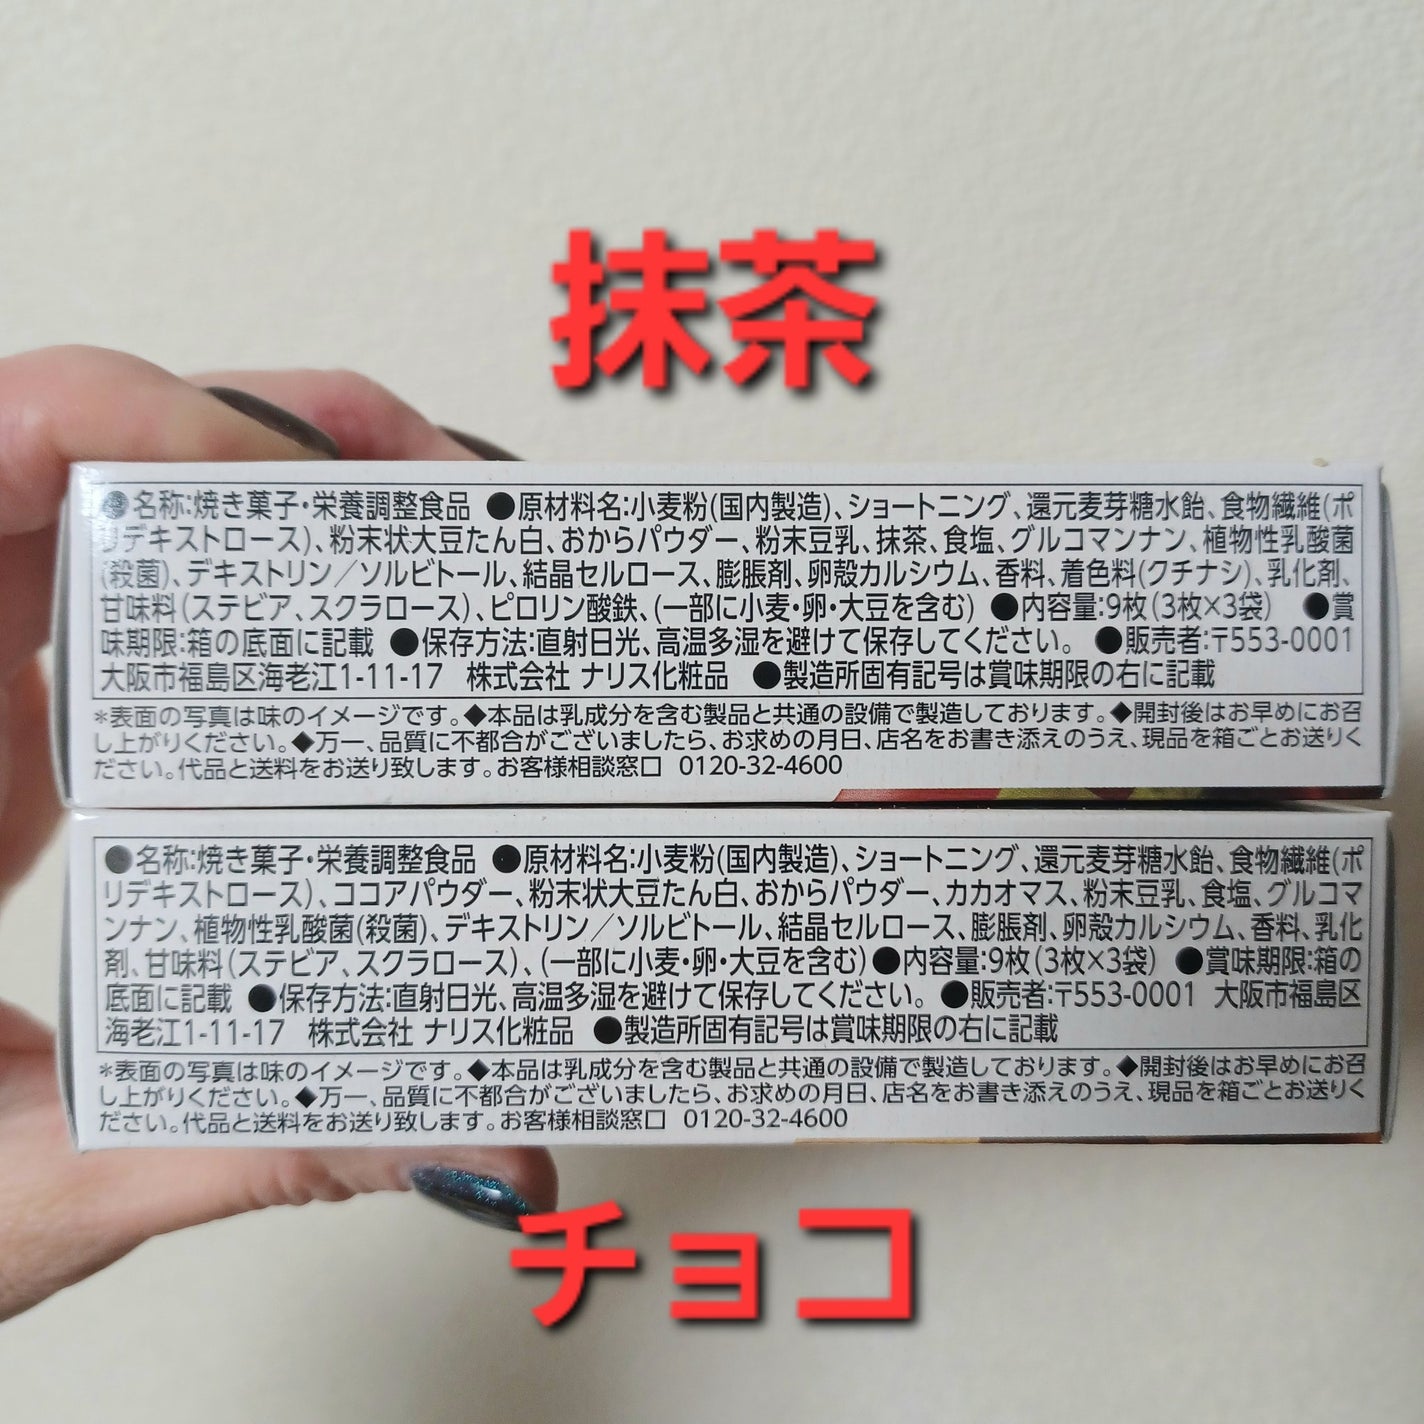 抹茶
●名称:焼き菓子・栄養調整食品 ●原材料名:小麦粉(国内製造)、ショートニング、還元麦芽糖水飴、食物繊維(ポ
リデキストロース)、粉末状大豆たん白、おからパウダー、粉末豆乳、抹茶、食塩、グルコマンナン、植物性乳酸菌
(殺菌)、デキストリン/ソルビトール、結晶セルロース、膨脹剤、卵殻カルシウム、香料、着色料(クチナシ)、乳化剤、
甘味料(ステビア、スクラロース)、ピロリン酸鉄、(一部に小麦・卵・大豆を含む) ●内容量:9枚(3枚×3袋) ●賞
味期限:箱の底面に記載 ●保存方法:直射日光、高温多湿を避けて保存してください。 ●販売者:〒553-0001
大阪市福島区海老江1-11-17 株式会社 ナリス化粧品 ●製造所固有記号は賞味期限の右に記載
*表面の写真は味のイメージです。◆本品は乳成分を含む製品と共通の設備で製造しております。◆開封後はお早めにお召
し上がりください。◆万一、品質に不都合がございましたら、お求めの月日、店名をお書き添えのうえ、現品を箱ごとお送りく
ださい。代品と送料をお送り致します。お客様相談窓口 0120-32-4600
●名称:焼き菓子・栄養調整食品 ●原材料名:小麦粉(国内製造)、ショートニング、還元麦芽糖水飴、食物繊維(ポ
リデキストロース)、ココアパウダー、粉末状大豆たん白、おからパウダー、カカオマス、粉末豆乳、食塩、グルコマ
ンナン、植物性乳酸菌(殺菌)、デキストリン/ソルビトール、結晶セルロース、膨脹剤、卵殻カルシウム、香料、乳化
剤、甘味料(ステビア、スクラロース)、(一部に小麦・卵・大豆を含む)●内容量:9枚(3枚×3袋) ●賞味期限:箱の
底面に記載 ●保存方法:直射日光、高温多湿を避けて保存してください。 ●販売者:〒553-0001 大阪市福島区
海老江1-11-17 株式会社 ナリス化粧品 ●製造所固有記号は賞味期限の右に記載
*表面の写真は味のイメージです。◆本品は乳成分を含む製品と共通の設備で製造しております。◆開封後はお早めにお召
し上がりください。◆万一、品質に不都合がございましたら、お求めの月日、店名をお書き添えのうえ、現品を箱ごとお送りく
ださい。代品と送料をお送り致します。お客様相談窓口 0120-32-4600
チョコ